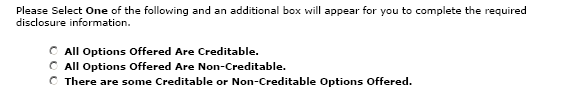 Please Select One of the following and an additional box will appear for you to complete the required
disclosure information.
All Options Offered Are Creditable.
All Options Offered Are Non-Creditable.
There are some Creditable or Non-Creditable Options Offered.